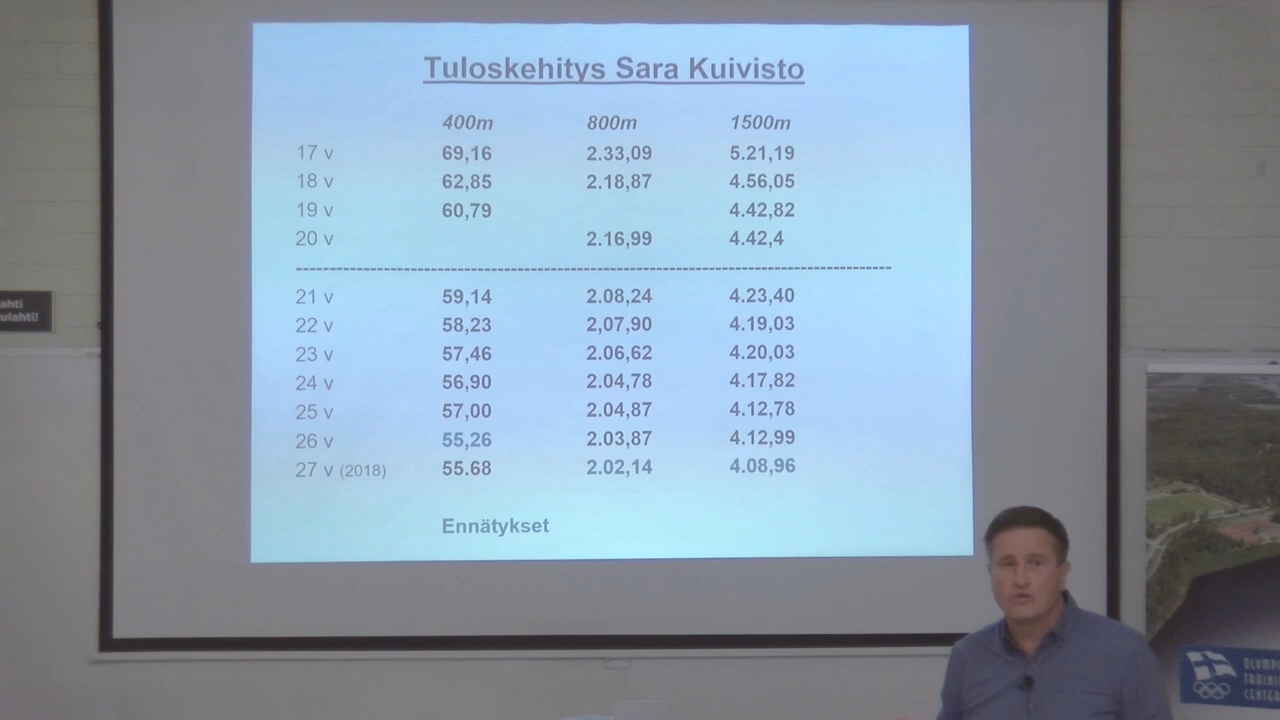 Tuloskehitys Sara Kuivisto
400m 800m 1500m
17 v 69,16 2.33,09 5.21,19
18 v 62,85 2.18,87 4.56,05
19 v 60,79 4.42,82
20 v 2.16,99 4.42,4
--------------------------------------------------------------------------------------------------------------
21 v 59,14 2.08,24 4.23,40
22 v 58,23 2,07,90 4.19,03
23 v 57,46 2.06,62 4.20,03
24 v 56,90 2.04,78 4.17,82
25 v 57,00 2.04,87 4.12,78
26 v 55,26 2.03,87 4.12,99
27 v (2018) 55.68 2.02,14 4.08,96
Ennätykset
ahti
ulahti!
OLYMP
TRAINI
CENTE